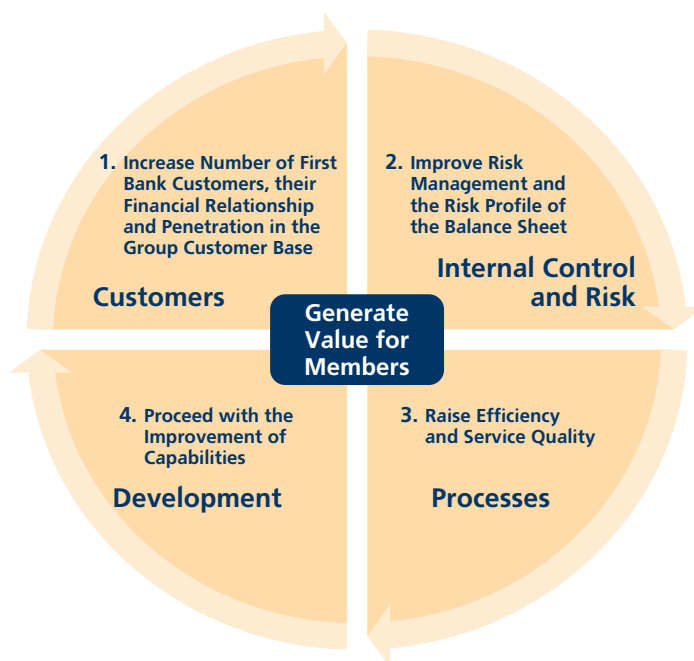 1. Increase Number of First
Bank Customers, their
Financial Relationship
and Penetration in the
Group Customer Base
Customers
2. Improve Risk
Management and
the Risk Profile of
the Balance Sheet
Internal Control
and Risk
Generate
Value for
Members
4. Proceed with the
Improvement of
Capabilities
Development
3. Raise Efficiency
and Service Quality
Processes